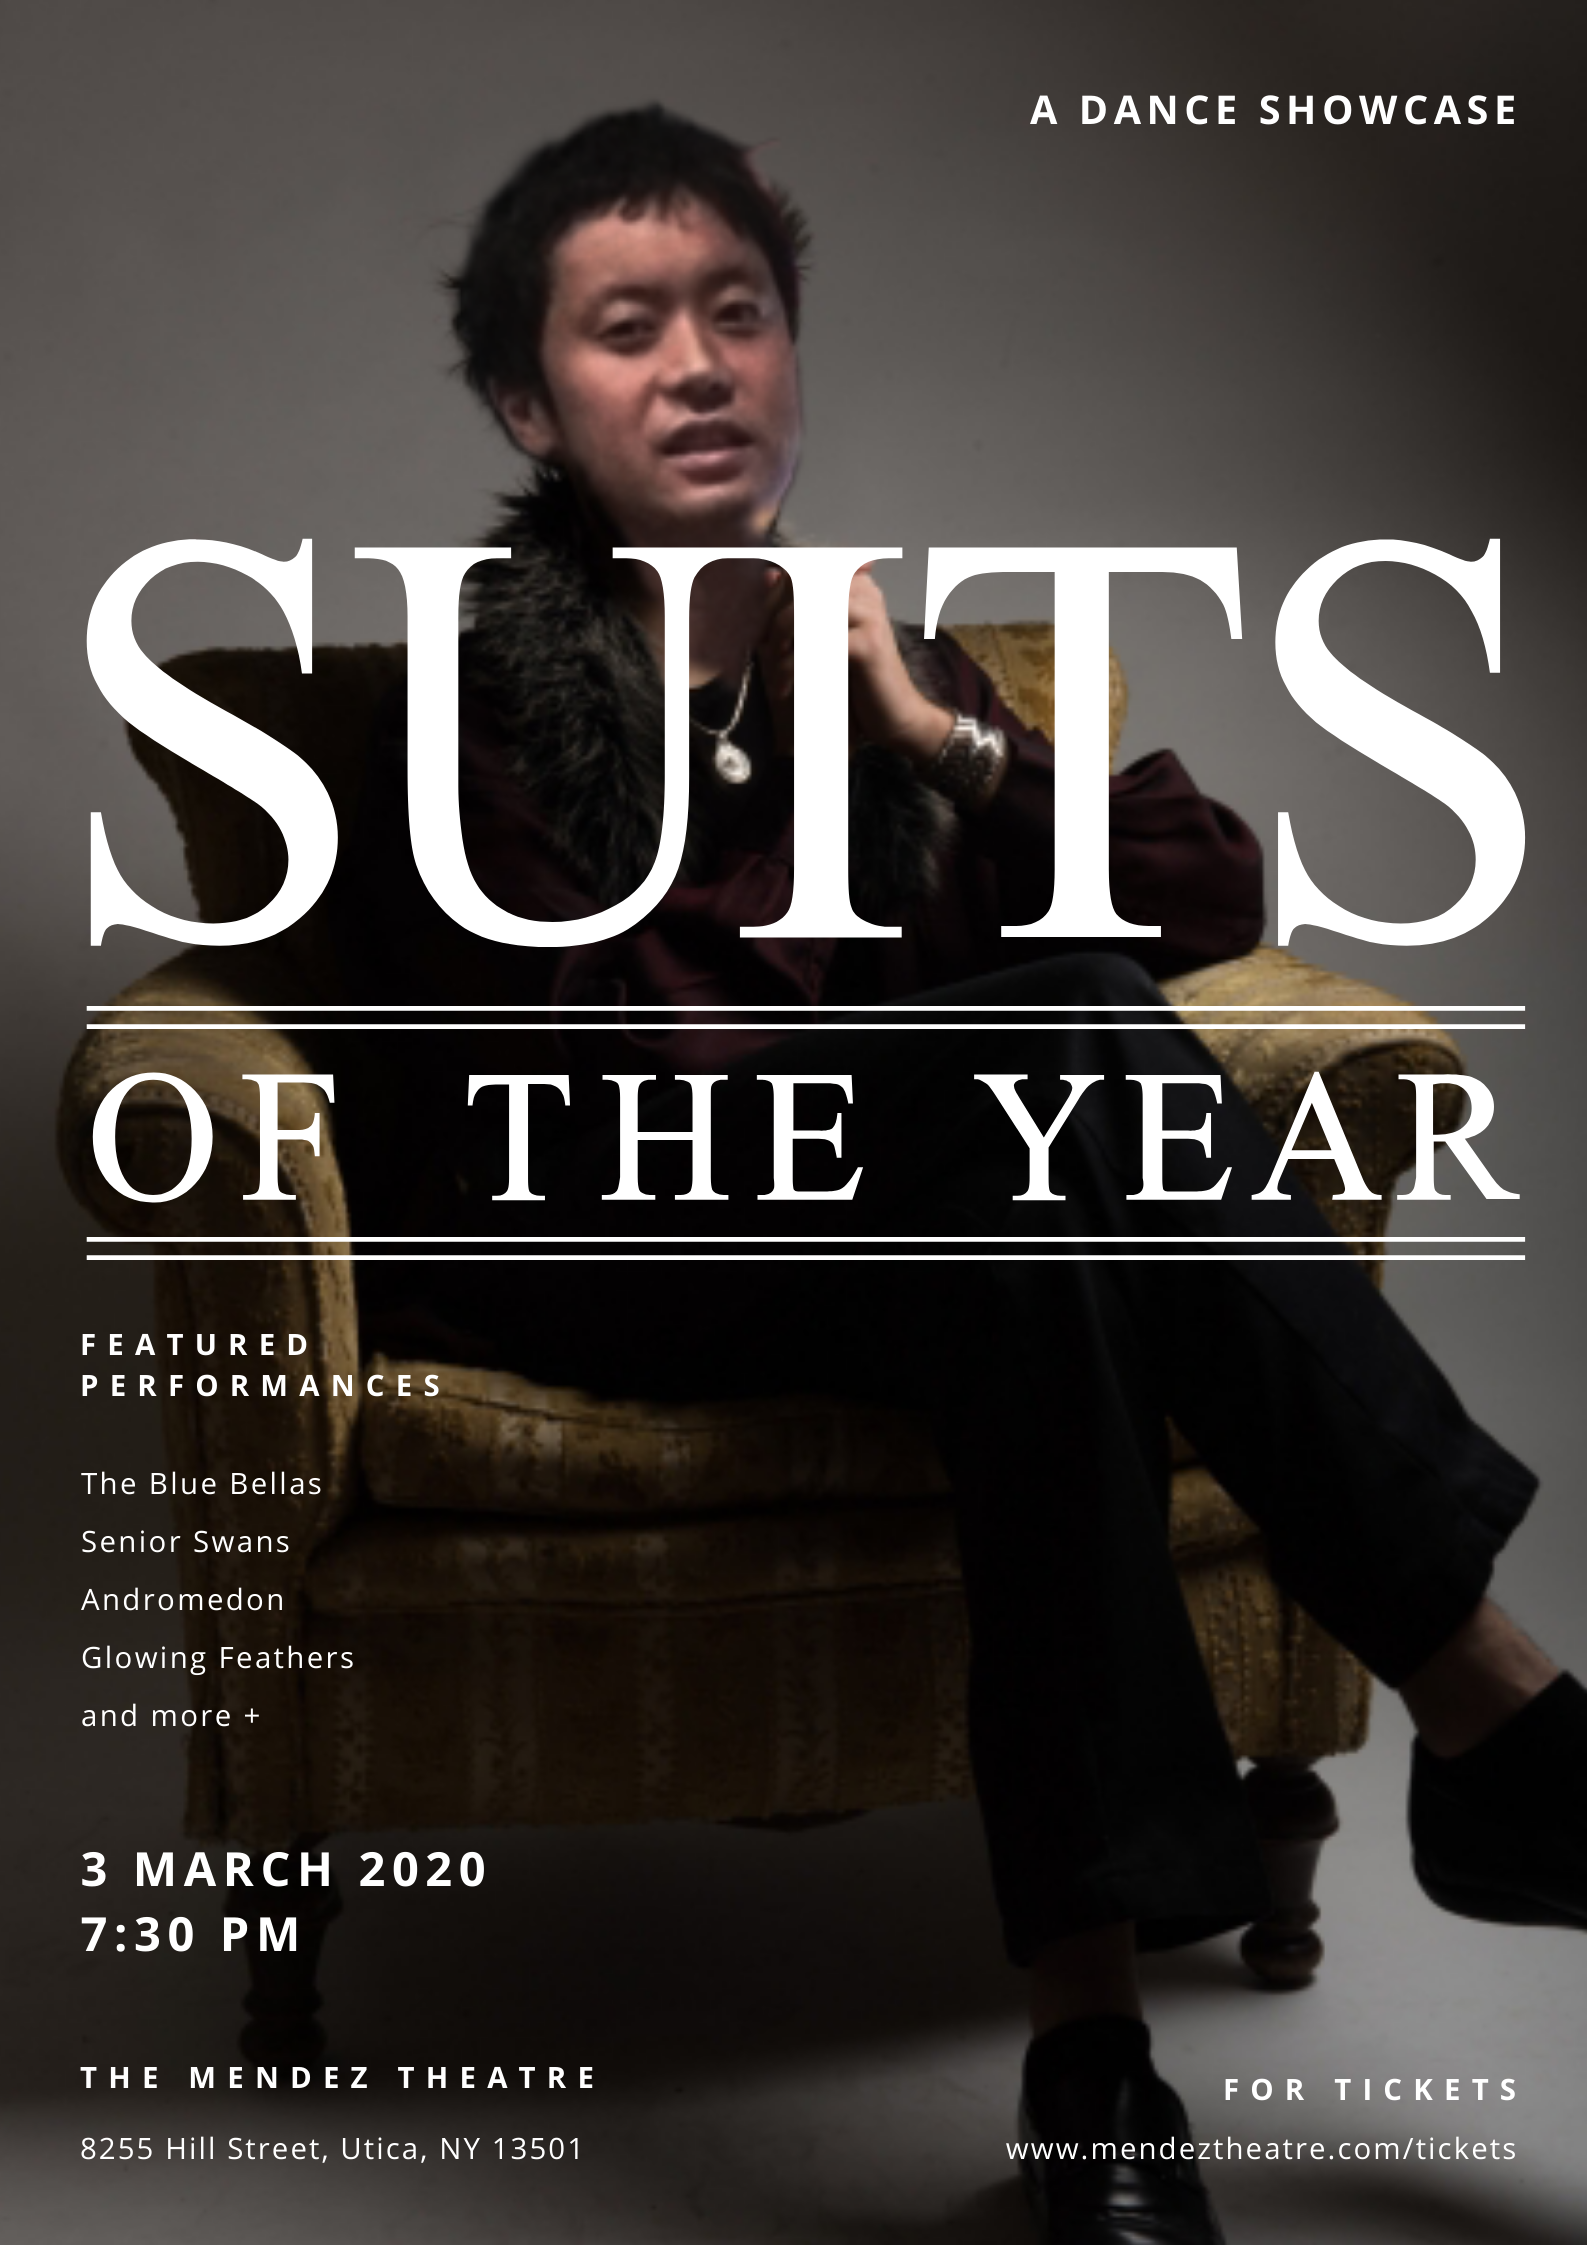 A DANCE SHOWCASE
SUITS
OF THE YEAR
FEATURED
PERFORMANCES
The Blue Bellas
Senior Swans
Andromedon
Glowing Feathers
and more +
3 MARCH 2020
7:30 PM
THE MENDEZ THEATRE
8255 Hill Street, Utica, NY 13501
FOR TICKETS
www.mendeztheatre.com/tickets